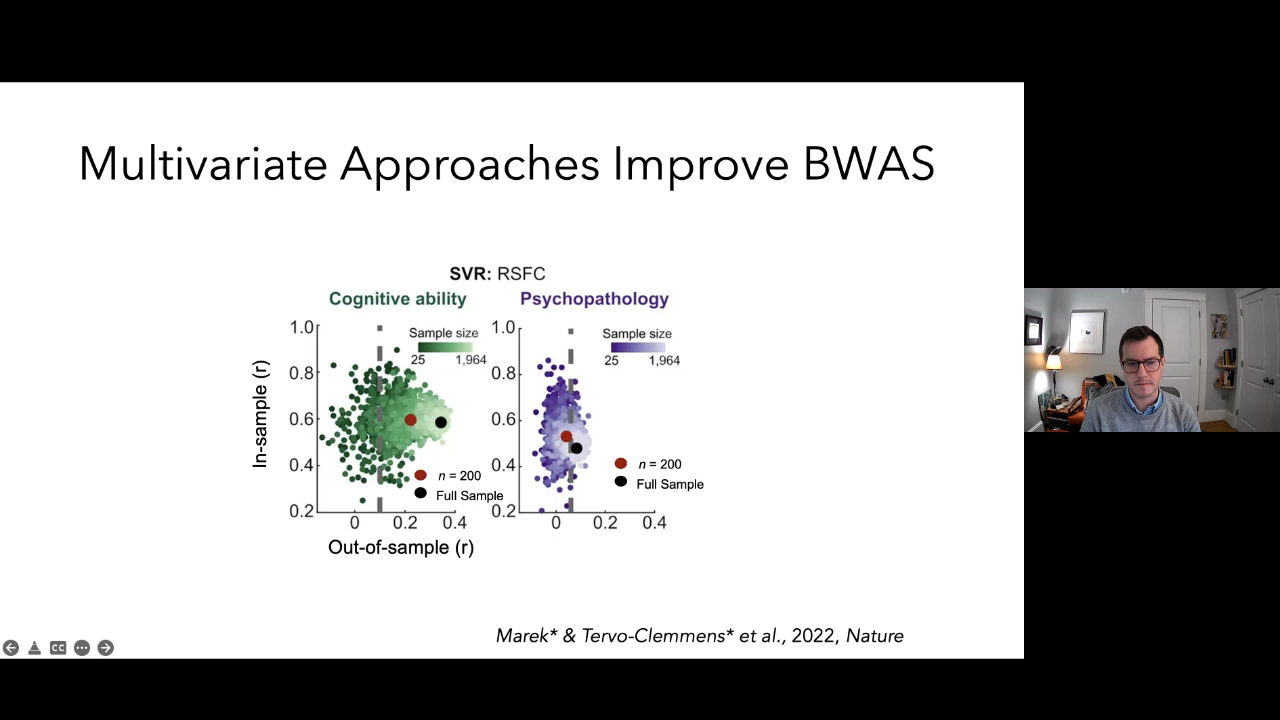 Multivariate Approaches Improve BWAS
SVR: RSFC
Cognitive ability
Psychopathology
In-sample (r)
1.0
0.8
0.6
0.4
0.2
Sample size
25 1,964
n = 200
Full Sample
0 0.2 0.4
1.0
0.8
0.6
0.4
0.2
Sample size
25 1,964
n = 200
Full Sample
0 0.2 0.4
Out-of-sample (r)
Marek* & Tervo-Clemmens* et al., 2022, Nature
CC